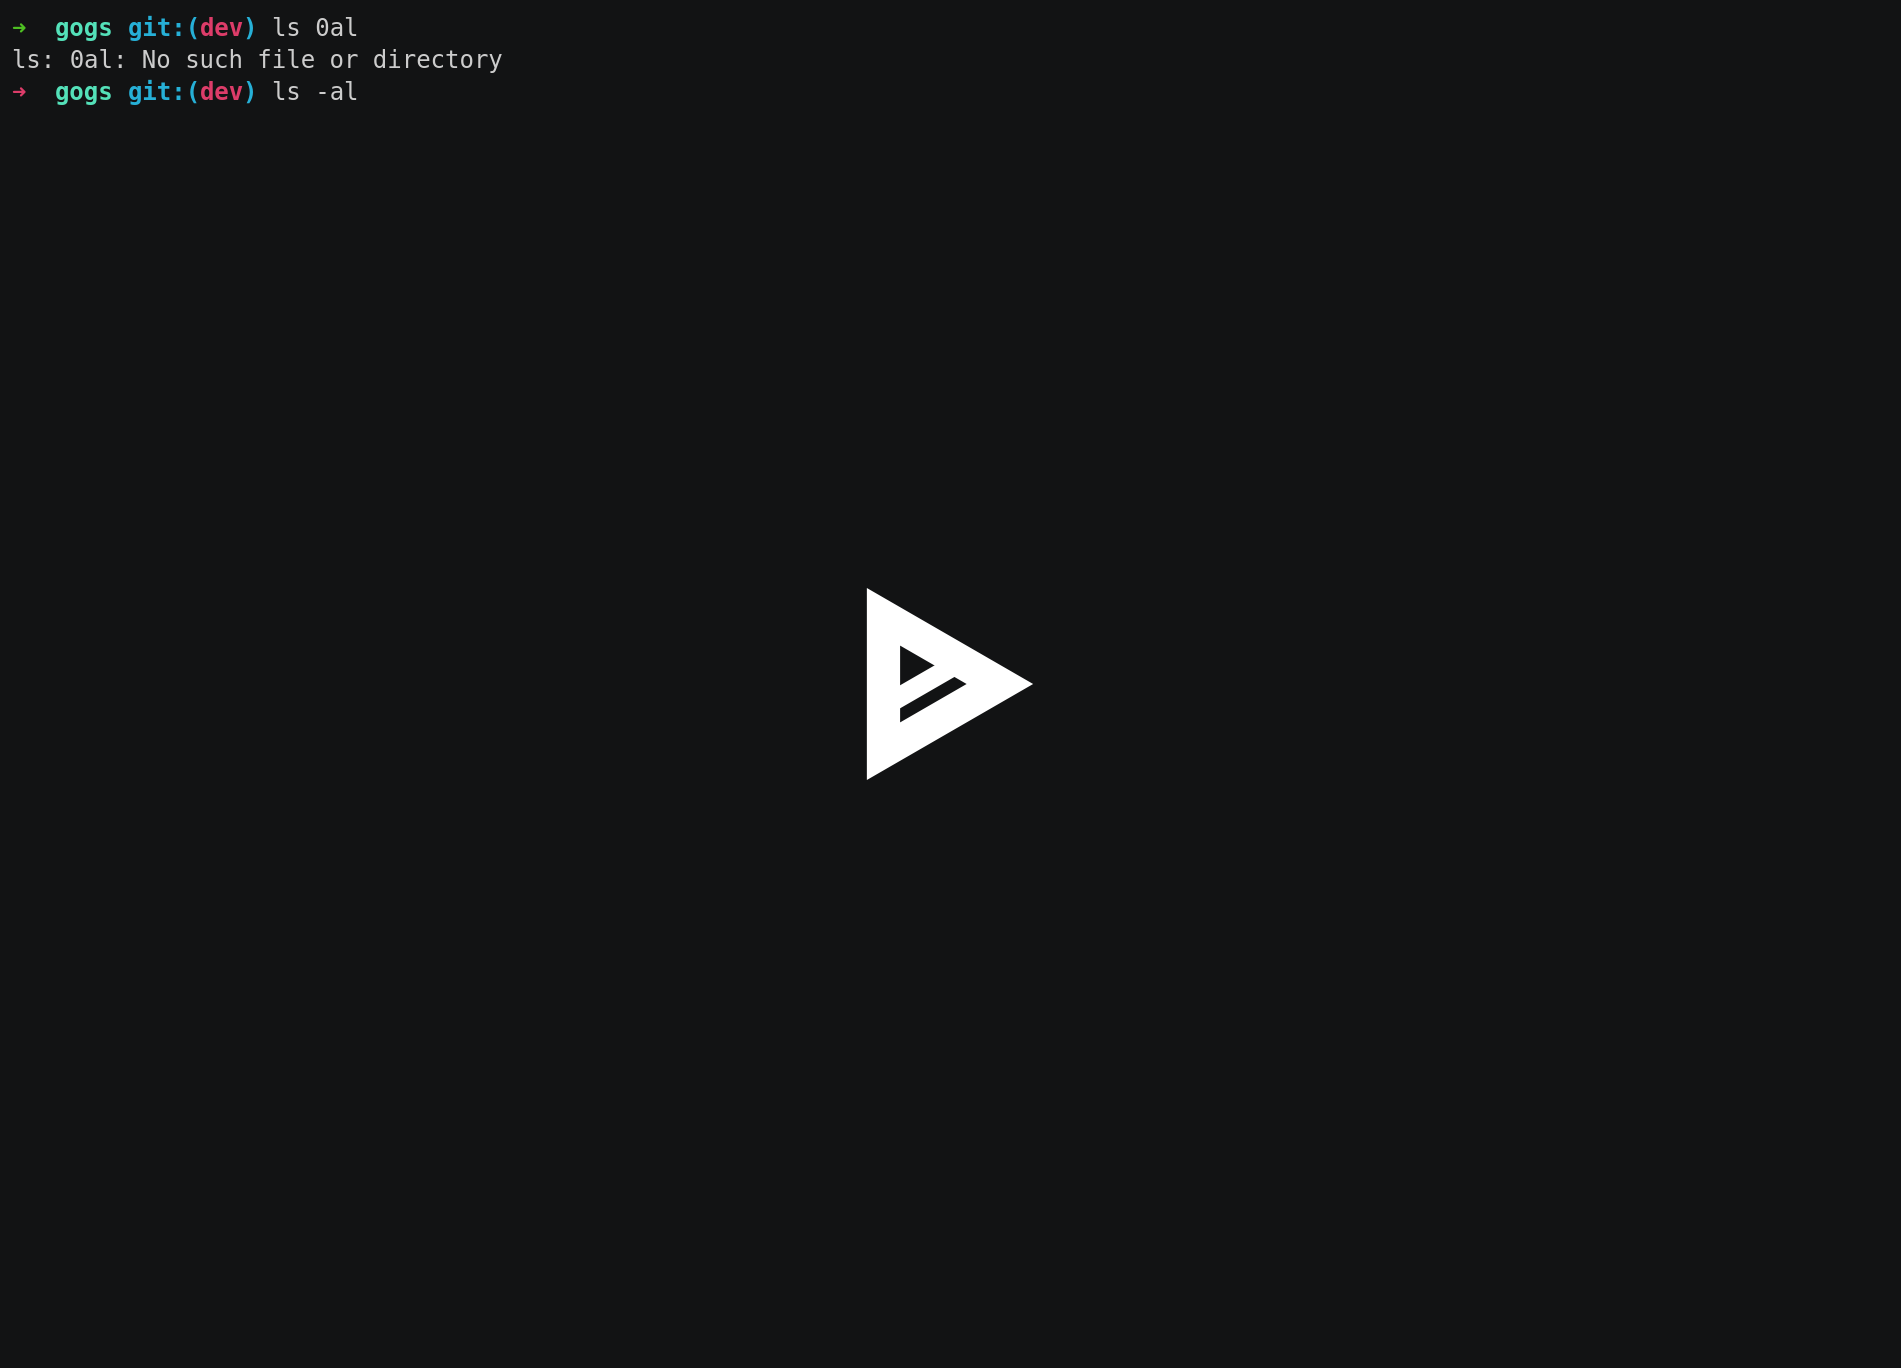 ➜  gogs git:(dev) ls 0al
ls: 0al: No such file or directory
➜  gogs git:(dev) ls -al